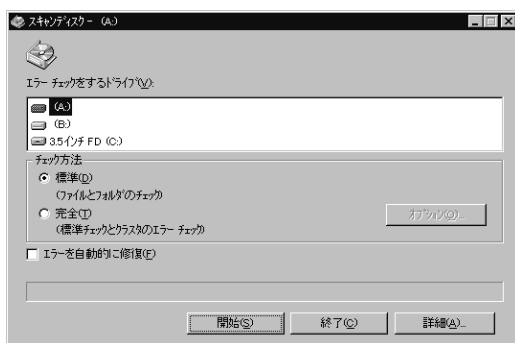 スキャンディスク - (A:)
エラー チェックをするドライブ(V):
(A:)
(B:)
3.5インチ FD (C:)
チェック方法
標準(D)
(ファイルとフォルダのチェック)
完全(T)
(標準チェックとクラスタのエラー チェック)
オプション(O)...
エラーを自動的に修復(F)
開始(S)
終了(C)
詳細(A)...